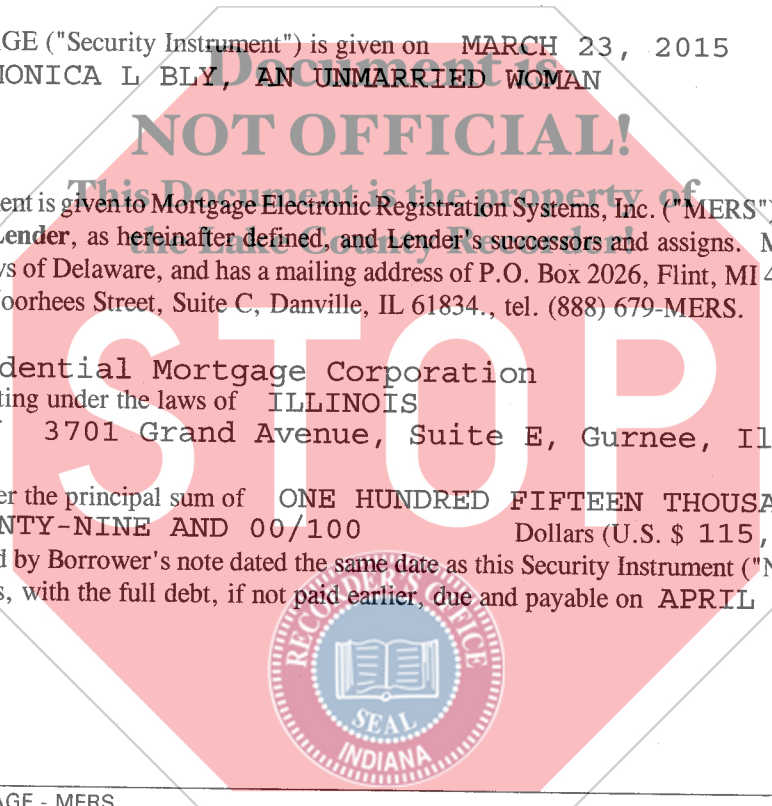 GE ("Security Instrument") is given on MARCH 23, 2015
MONICA L BLY, AN UNMARRIED WOMAN
Document is
NOT OFFICIAL!
This Document is the property of
the Lake County Recorder!
ent is given to Mortgage Electronic Registration Systems, Inc. ("MERS")
Lender, as hereinafter defined, and Lender's successors and assigns. M
ws of Delaware, and has a mailing address of P.O. Box 2026, Flint, MI 4
Voorhees Street, Suite C, Danville, IL 61834., tel. (888) 679-MERS.
STOP
dential Mortgage Corporation
ting under the laws of ILLINOIS
3701 Grand Avenue, Suite E, Gurnee, Il
er the principal sum of ONE HUNDRED FIFTEEN THOUSA
NTY-NINE AND 00/100 Dollars (U.S. $ 115,
d by Borrower's note dated the same date as this Security Instrument ("N
s, with the full debt, if not paid earlier, due and payable on APRIL
RECORDER'S OFFICE
SEAL
INDIANA
AGE - MERS